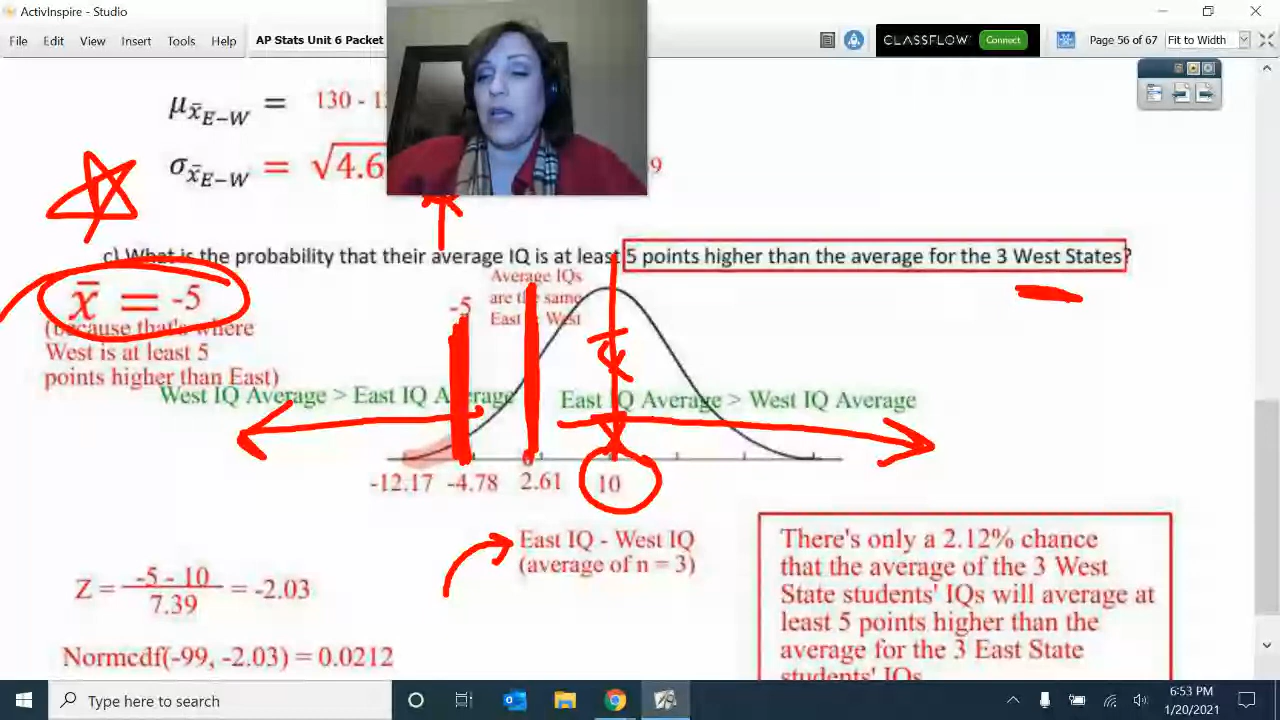 ActivInspire - Studio
File Edit View Insert Tools Help AP Stats Unit 6 Packet CLASSFLOW Connect Page 56 of 67 Fit to Width
μx̄E−W = 130 - 1
σx̄E−W = √4.6 9
c) What is the probability that their average IQ is at least 5 points higher than the average for the 3 West States?
x̄ = -5
(because that's where
West is at least 5
points higher than East)
-5
Average IQs
are the same
East West
West IQ Average > East IQ Average
East IQ Average > West IQ Average
x̄
-12.17 -4.78 2.61 10
East IQ - West IQ
(average of n = 3)
Z = -5 - 10 / 7.39 = -2.03
Normcdf(-99, -2.03) = 0.0212
There's only a 2.12% chance
that the average of the 3 West
State students' IQs will average at
least 5 points higher than the
average for the 3 East State
students' IQs
Type here to search
6:53 PM
1/20/2021